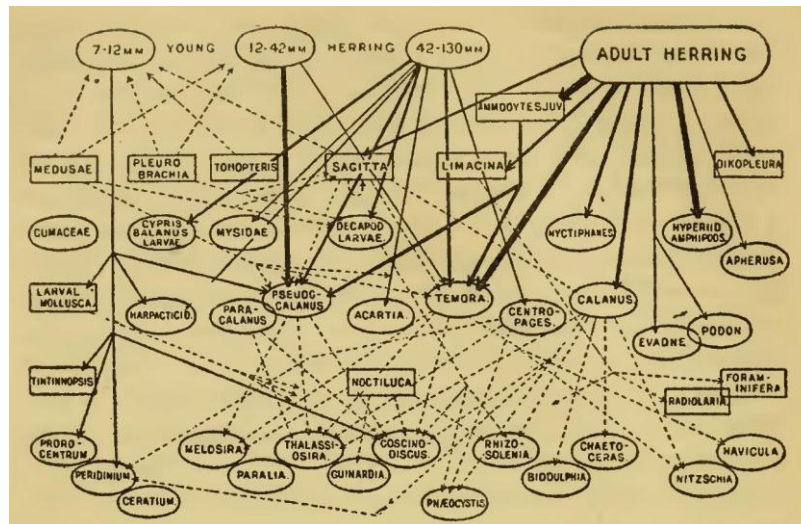 7-12MM YOUNG 12-42MM HERRING 42-130MM ADULT HERRING
AMMODYTES JUV.
MEDUSAE. PLEURO BRACHIA TOMOPTERIS SAGITTA LIMACINA OIKOPLEURA
CUMACEAE. CYPRIS BALANUS LARVAE. MYSIDAE DECAPOD LARVAE. NYCTIPHANES HYPERIID AMPHIPODS. APHERUSA
LARVAL MOLLUSCA. HARPACTICID. PARA-CALANUS PSEUDO-CALANUS ACARTIA. TEMORA. CENTRO-PAGES. CALANUS EVADNE. PODON
TINTINNOPSIS NOCTILUCA. RADIOLARIA. FORAM-INIFERA
PRORO-CENTRUM PERIDINIUM. CERATIUM. MELOSIRA. PARALIA. THALASSI-OSIRA. GUINARDIA. COSCINO-DISCUS. PHÆOCYSTIS RHIZO-SOLENIA. BIDDULPHIA CHAETO-CERAS. NITZSCHIA NAVICULA